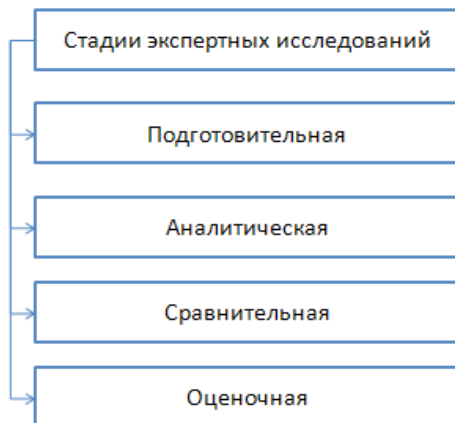 Стадии экспертных исследований
Подготовительная
Аналитическая
Сравнительная
Оценочная